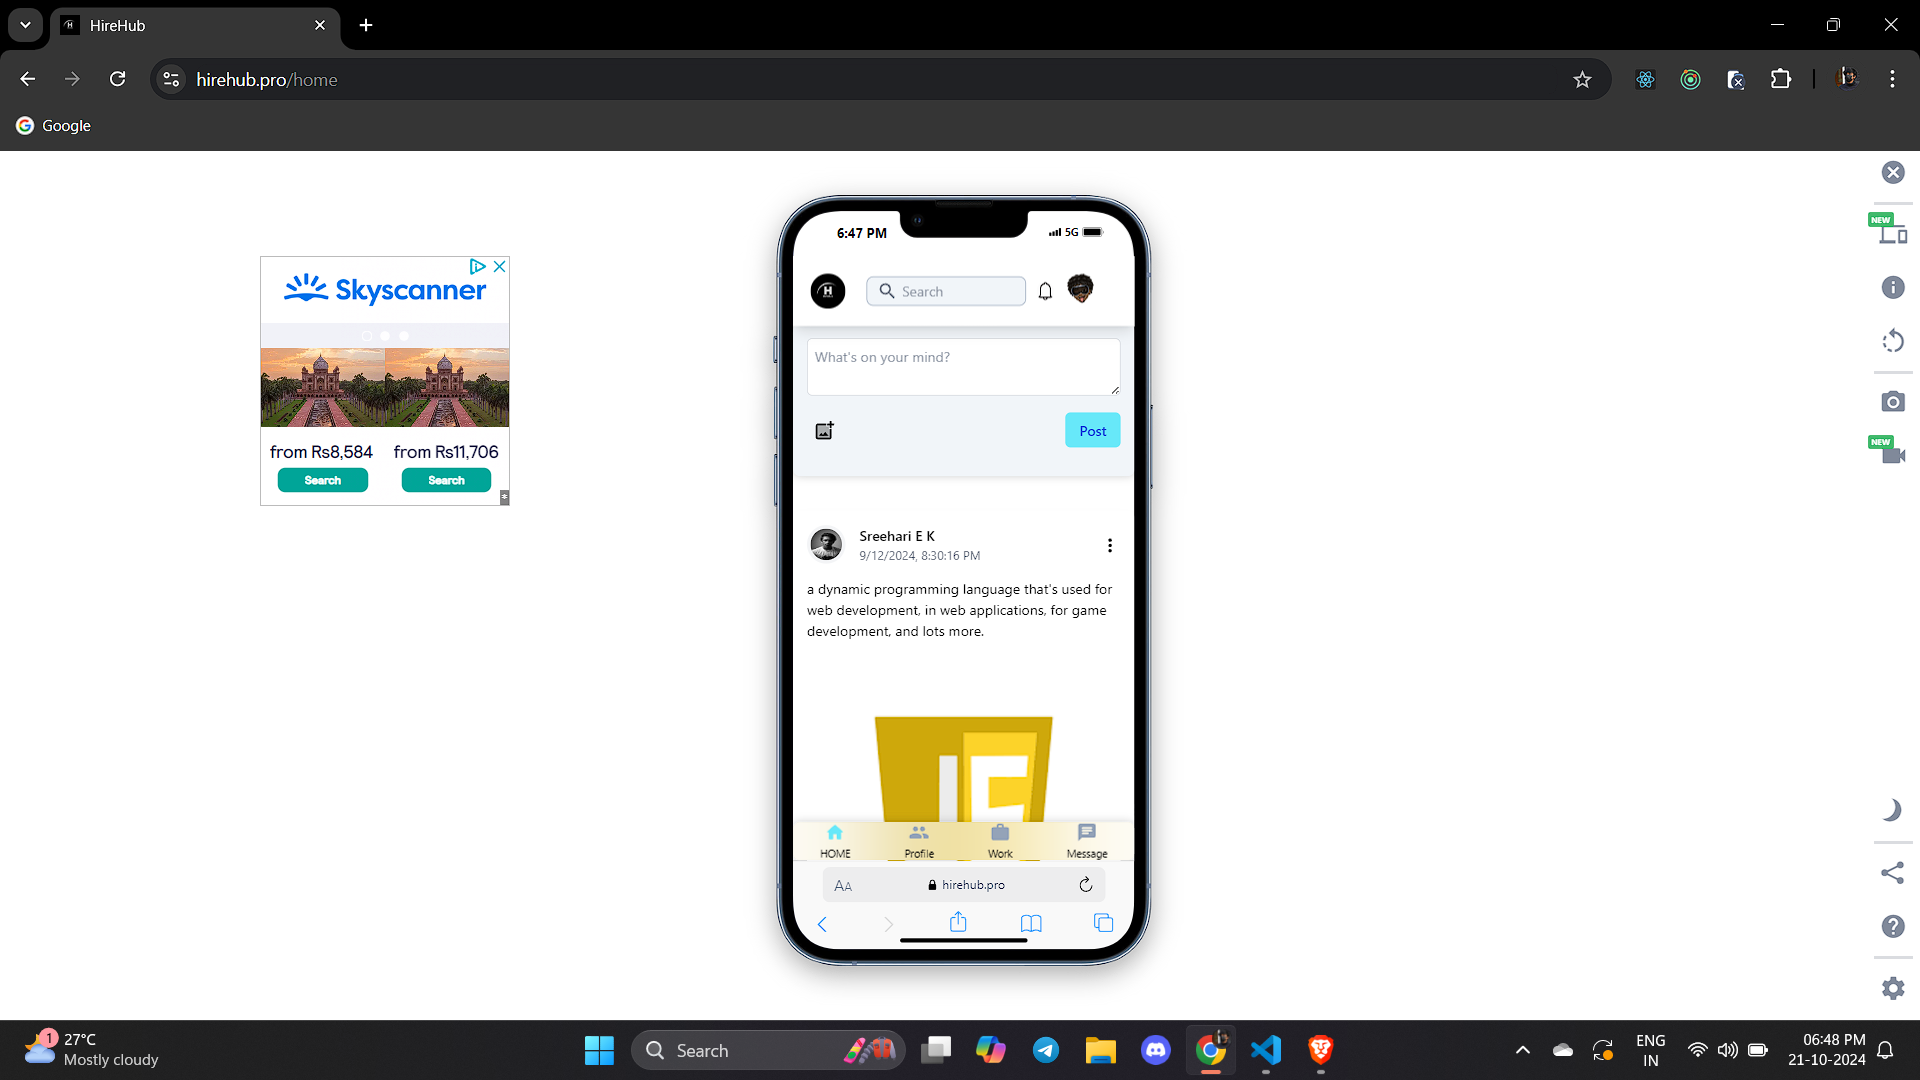 HireHub
hirehub.pro/home
Google
NEW
NEW
Skyscanner
from Rs8,584
Search
from Rs11,706
Search
6:47 PM
5G
H
Search
What's on your mind?
Post
Sreehari E K
9/12/2024, 8:30:16 PM
a dynamic programming language that's used for
web development, in web applications, for game
development, and lots more.
HOME
Profile
Work
Message
AA
hirehub.pro
1
27°C
Mostly cloudy
Search
ENG
IN
06:48 PM
21-10-2024